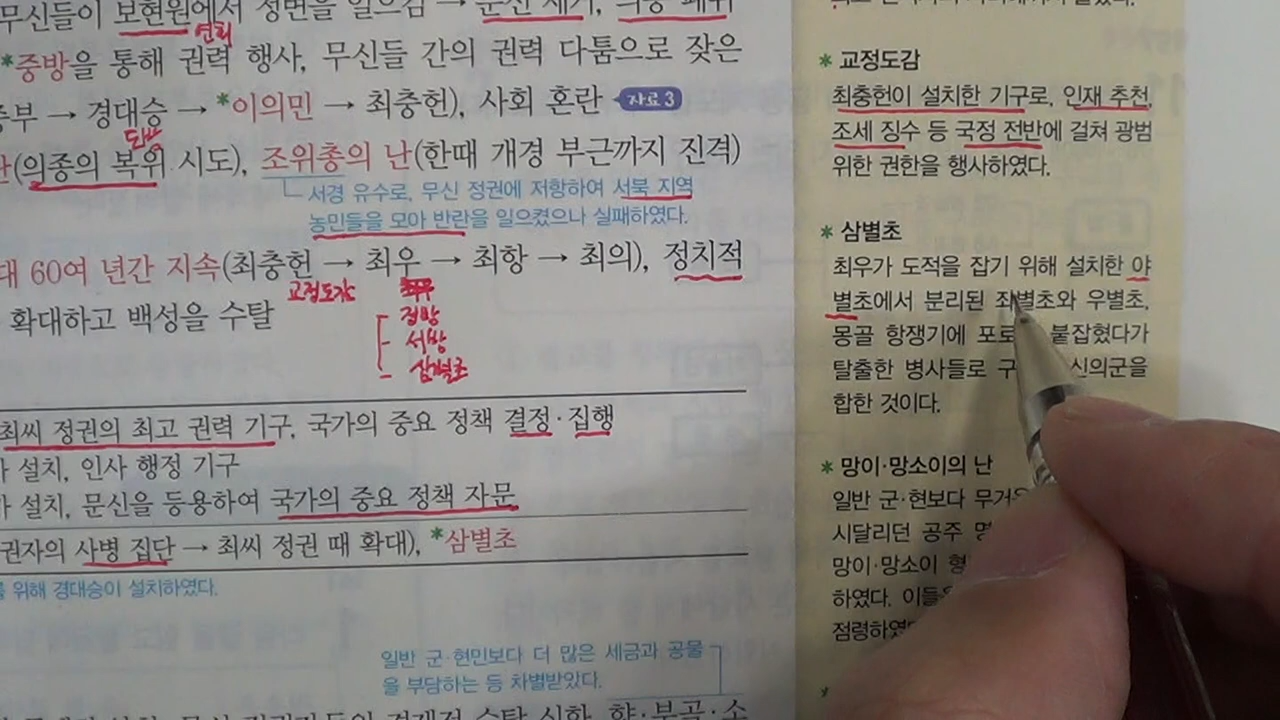 무신들이 보현원에서 정변을 일으킴 → 문신 제거, 의종 폐위
연회
*중방을 통해 권력 행사, 무신들 간의 권력 다툼으로 잦은
중부 → 경대승 → *이의민 → 최충헌), 사회 혼란 자료 3
도방
난(의종의 복위 시도), 조위총의 난(한때 개경 부근까지 진격)
서경 유수로, 무신 정권에 저항하여 서북 지역
농민들을 모아 반란을 일으켰으나 실패하였다.
대 60여 년간 지속(최충헌 → 최우 → 최항 → 최의), 정치적
교정도감
정방
확대하고 백성을 수탈
서방
삼별초
최씨 정권의 최고 권력 기구, 국가의 중요 정책 결정·집행
가 설치, 인사 행정 기구
가 설치, 문신을 등용하여 국가의 중요 정책 자문
권자의 사병 집단 → 최씨 정권 때 확대), *삼별초
를 위해 경대승이 설치하였다.
일반 군·현민보다 더 많은 세금과 공물
을 부담하는 등 차별받았다.
향·부곡·소
* 교정도감
최충헌이 설치한 기구로, 인재 추천,
조세 징수 등 국정 전반에 걸쳐 광범
위한 권한을 행사하였다.
* 삼별초
최우가 도적을 잡기 위해 설치한 야
별초에서 분리된 좌별초와 우별초,
몽골 항쟁기에 포로 붙잡혔다가
탈출한 병사들로 구 신의군을
합한 것이다.
* 망이·망소이의 난
일반 군·현보다 무거운
시달리던 공주 명
망이·망소이 형
하였다. 이들은
점령하였